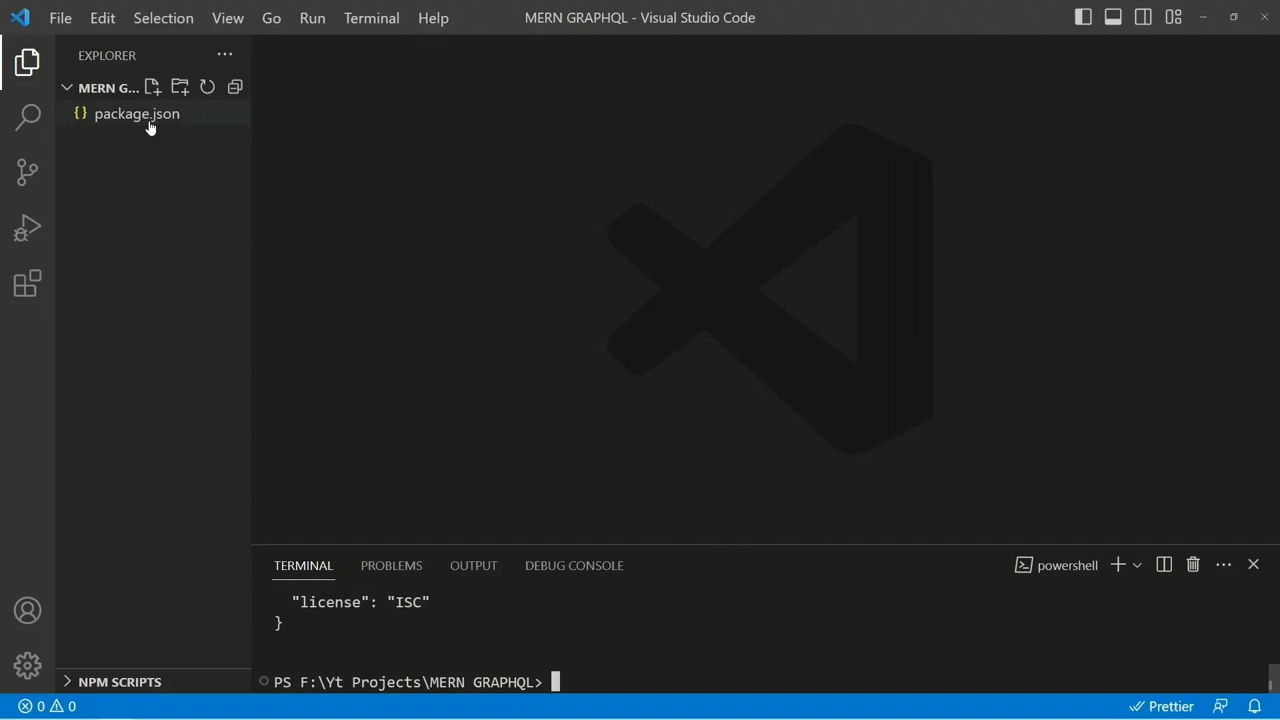 File Edit Selection View Go Run Terminal Help
MERN GRAPHQL - Visual Studio Code
EXPLORER
MERN G...
{} package.json
NPM SCRIPTS
TERMINAL PROBLEMS OUTPUT DEBUG CONSOLE
powershell
"license": "ISC"
}
PS F:\Yt Projects\MERN GRAPHQL>
0 0
Prettier